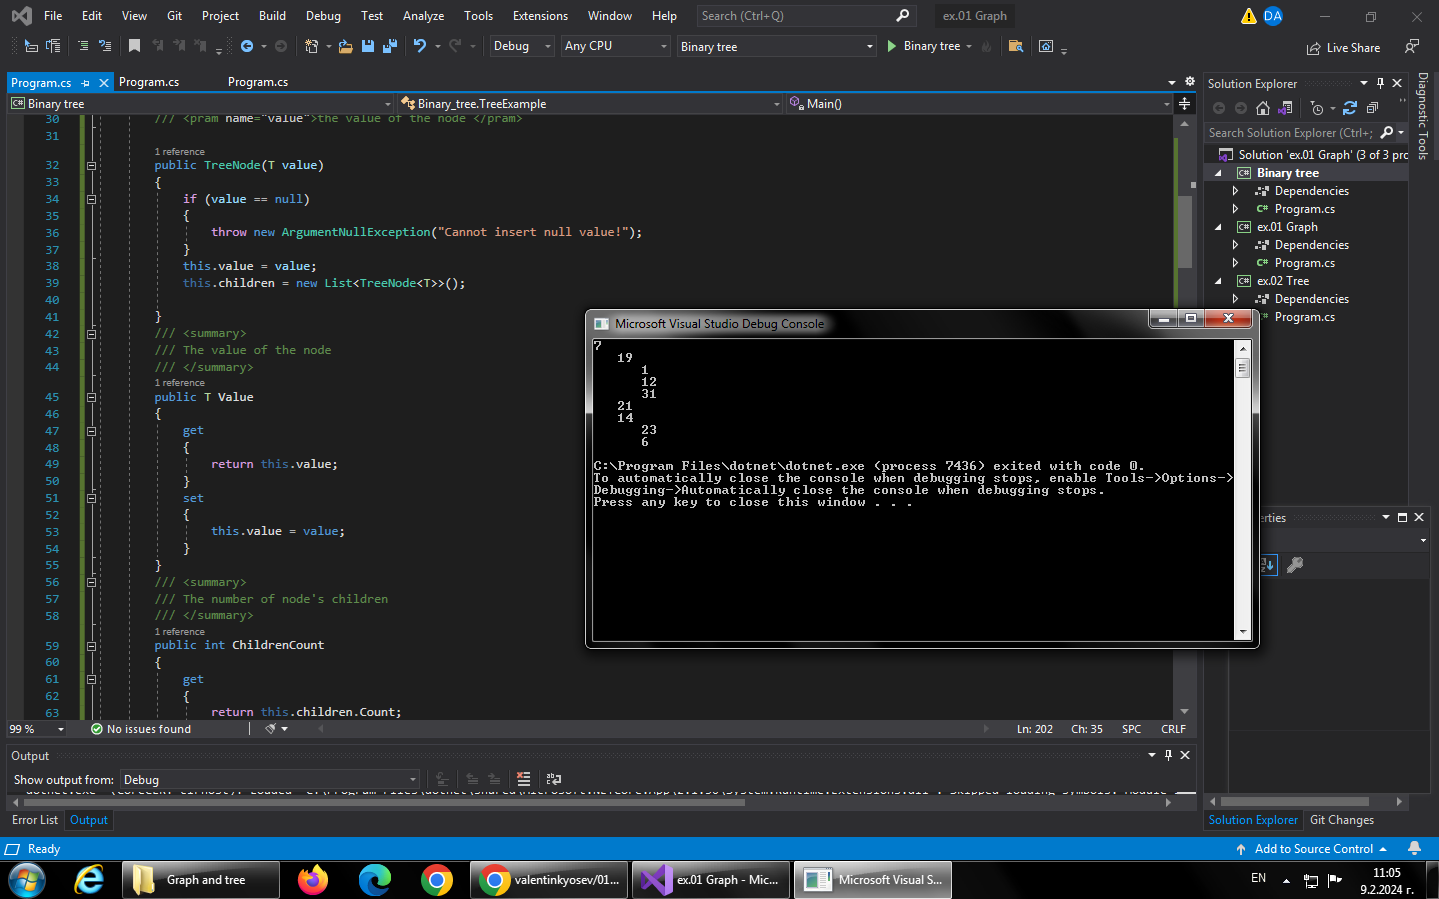 File Edit View Git Project Build Debug Test Analyze Tools Extensions Window Help Search (Ctrl+Q) ex.01 Graph DA
Debug Any CPU Binary tree Binary tree Live Share
Program.cs Program.cs Program.cs
Binary tree Binary_tree.TreeExample Main()
30 /// <pram name="value">the value of the node </pram>
31
1 reference
32 public TreeNode(T value)
33 {
34 if (value == null)
35 {
36 throw new ArgumentNullException("Cannot insert null value!");
37 }
38 this.value = value;
39 this.children = new List<TreeNode<T>>();
40
41 }
42 /// <summary>
43 /// The value of the node
44 /// </summary>
1 reference
45 public T Value
46 {
47 get
48 {
49 return this.value;
50 }
51 set
52 {
53 this.value = value;
54 }
55 }
56 /// <summary>
57 /// The number of node's children
58 /// </summary>
1 reference
59 public int ChildrenCount
60 {
61 get
62 {
63 return this.children.Count;
99 % No issues found Ln: 202 Ch: 35 SPC CRLF
Microsoft Visual Studio Debug Console
7
19
1
12
31
21
14
23
6
C:\Program Files\dotnet\dotnet.exe (process 7436) exited with code 0.
To automatically close the console when debugging stops, enable Tools->Options->
Debugging->Automatically close the console when debugging stops.
Press any key to close this window . . .
Solution Explorer
Search Solution Explorer (Ctrl+;
Solution 'ex.01 Graph' (3 of 3 pro
Binary tree
Dependencies
Program.cs
ex.01 Graph
Dependencies
Program.cs
ex.02 Tree
Dependencies
Program.cs
Diagnostic Tools
erties
Output
Show output from: Debug
Error List Output
Solution Explorer Git Changes
Ready Add to Source Control
Graph and tree valentinkyosev/01... ex.01 Graph - Mic... Microsoft Visual S... EN 11:05
9.2.2024 г.